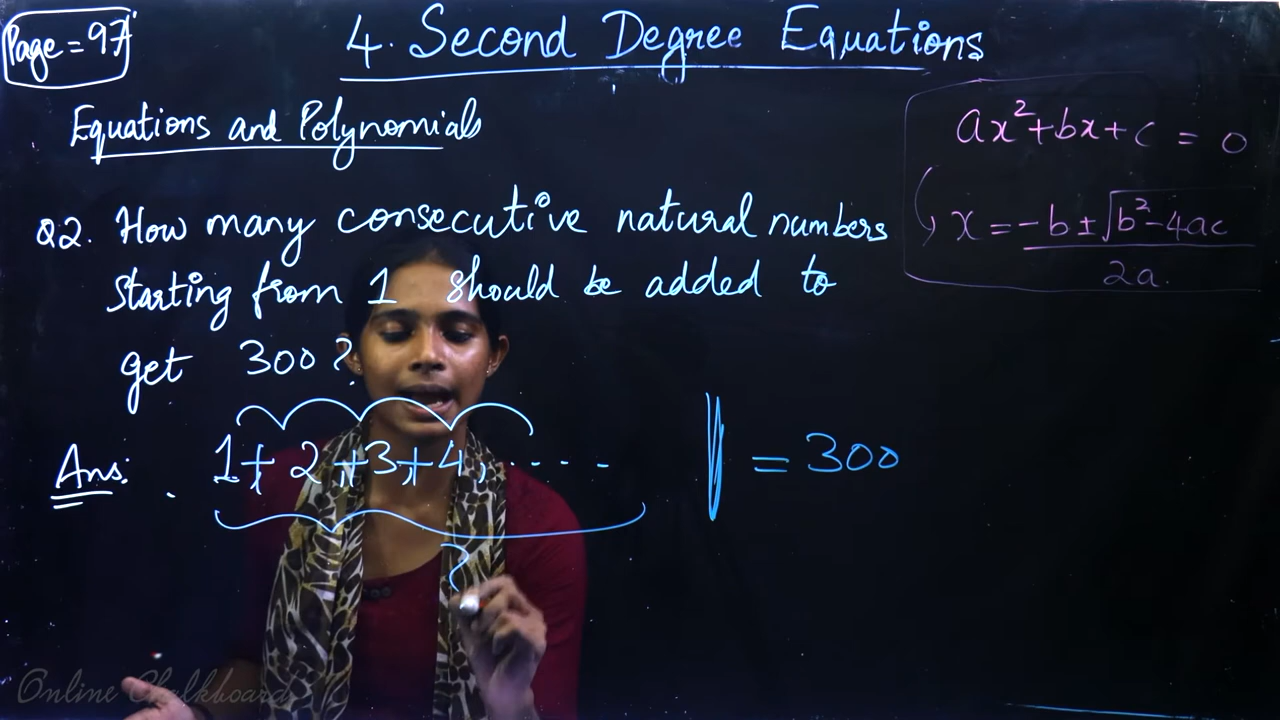 Page = 97
4. Second Degree Equations
Equations and Polynomials
ax²+bx+c = 0
x = -b ± √b²-4ac
2a.
Q2. How many consecutive natural numbers
starting from 1 should be added to
get 300?
Ans: 1+ 2,+3,+4, ..... = 300
?
Online Chalkboard